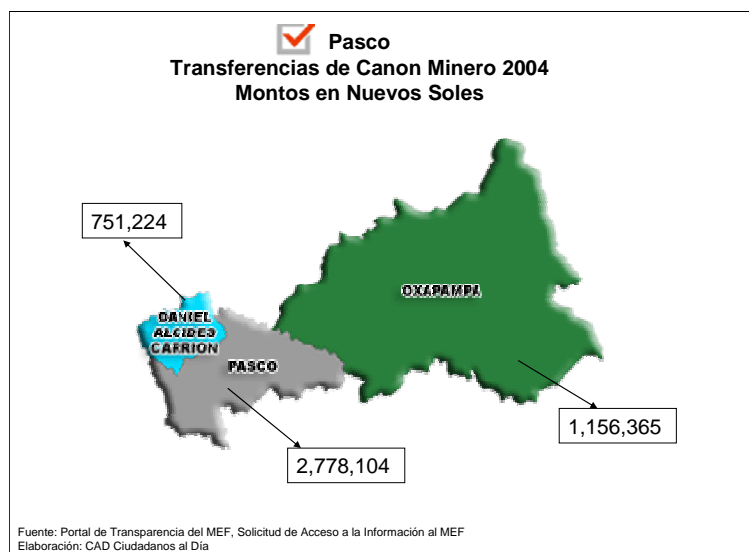 Pasco
Transferencias de Canon Minero 2004
Montos en Nuevos Soles
751,224
OXAPAMPA
DANIEL
ALCIDES
CARRION
PASCO
1,156,365
2,778,104
Fuente: Portal de Transparencia del MEF, Solicitud de Acceso a la Información al MEF
Elaboración: CAD Ciudadanos al Día